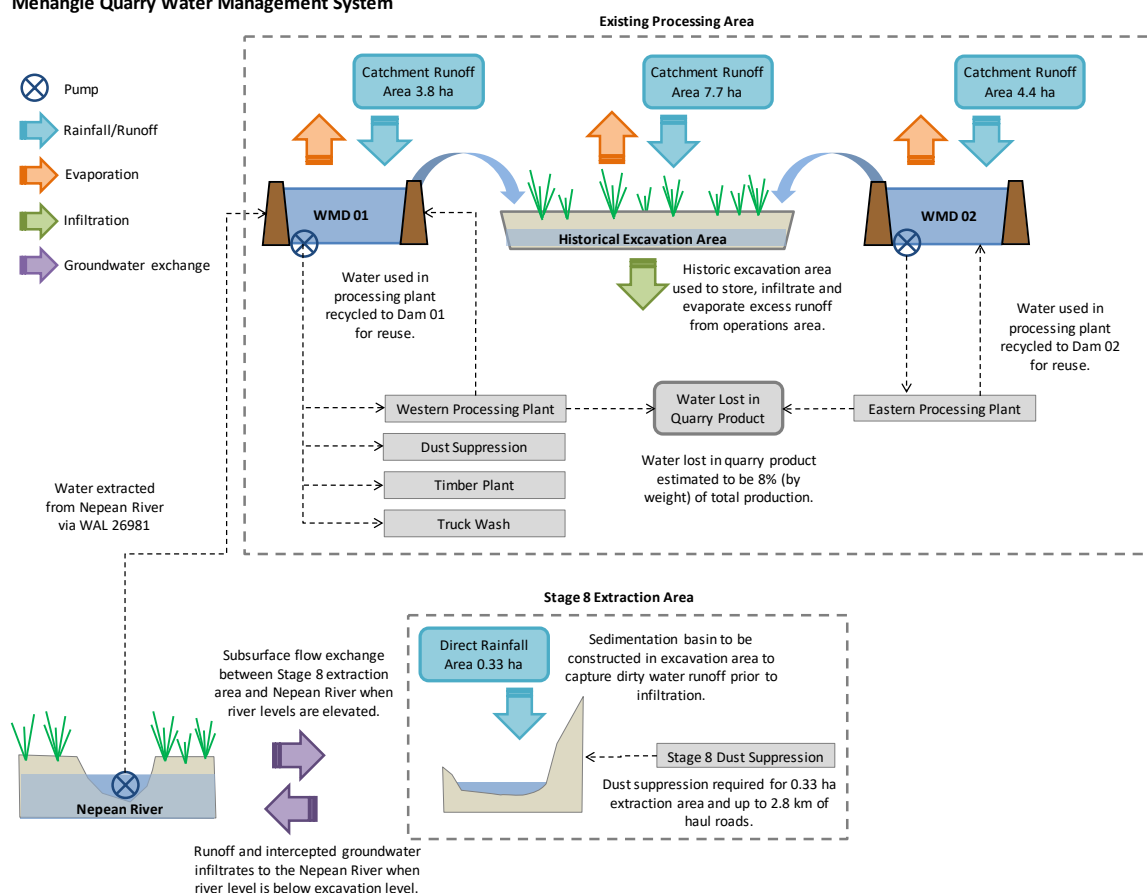 Menangle Quarry Water Management System
Existing Processing Area
Pump
Rainfall/Runoff
Evaporation
Infiltration
Groundwater exchange
Catchment Runoff
Area 3.8 ha
Catchment Runoff
Area 7.7 ha
Catchment Runoff
Area 4.4 ha
WMD 01
Historical Excavation Area
WMD 02
Water used in
processing plant
recycled to Dam 01
for reuse.
Historic excavation area
used to store, infiltrate and
evaporate excess runoff
from operations area.
Water used in
processing plant
recycled to Dam 02
for reuse.
Western Processing Plant
Dust Suppression
Timber Plant
Truck Wash
Water Lost in
Quarry Product
Eastern Processing Plant
Water lost in quarry product
estimated to be 8% (by
weight) of total production.
Water extracted
from Nepean River
via WAL 26981
Stage 8 Extraction Area
Direct Rainfall
Area 0.33 ha
Sedimentation basin to be
constructed in excavation area to
capture dirty water runoff prior to
infiltration.
Subsurface flow exchange
between Stage 8 extraction
area and Nepean River when
river levels are elevated.
Stage 8 Dust Suppression
Dust suppression required for 0.33 ha
extraction area and up to 2.8 km of
haul roads.
Nepean River
Runoff and intercepted groundwater
infiltrates to the Nepean River when
river level is below excavation level.